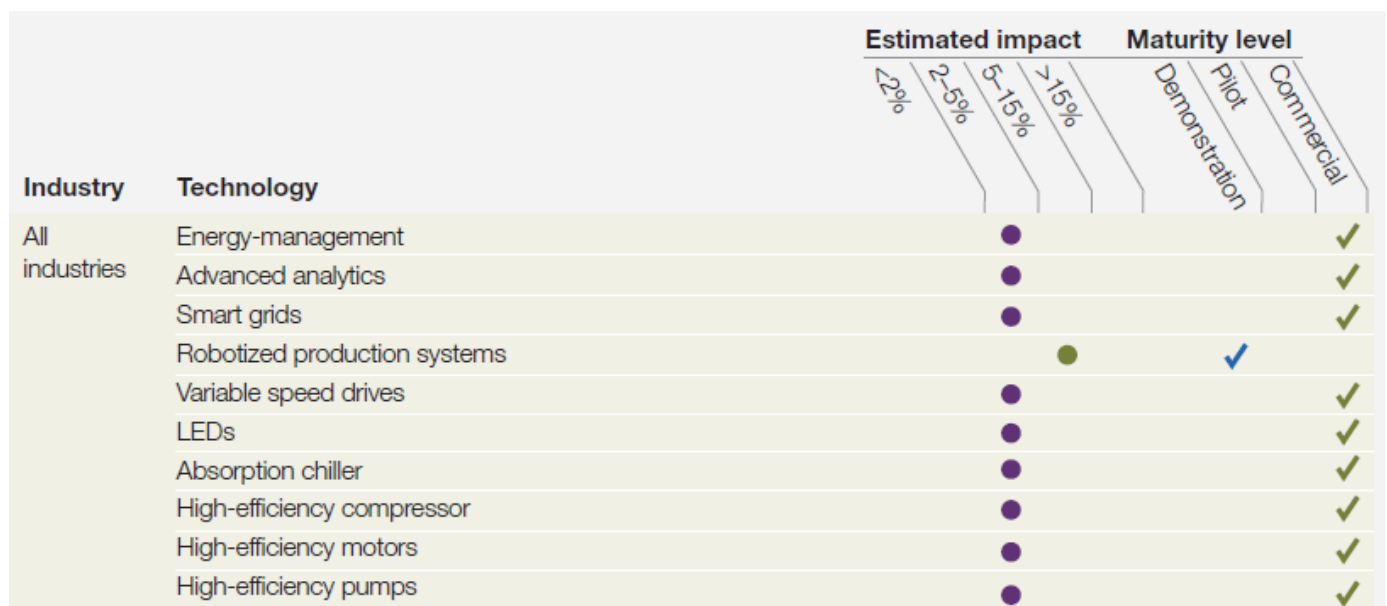 Estimated impact Maturity level
<2% 2–5% 5–15% >15% Demonstration Pilot Commercial
Industry Technology
All industries Energy-management
Advanced analytics
Smart grids
Robotized production systems
Variable speed drives
LEDs
Absorption chiller
High-efficiency compressor
High-efficiency motors
High-efficiency pumps